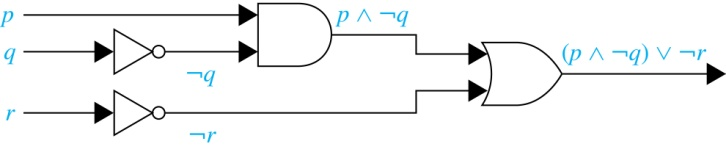 p
p ∧ ¬q
q
(p ∧ ¬q) ∨ ¬r
¬q
r
¬r